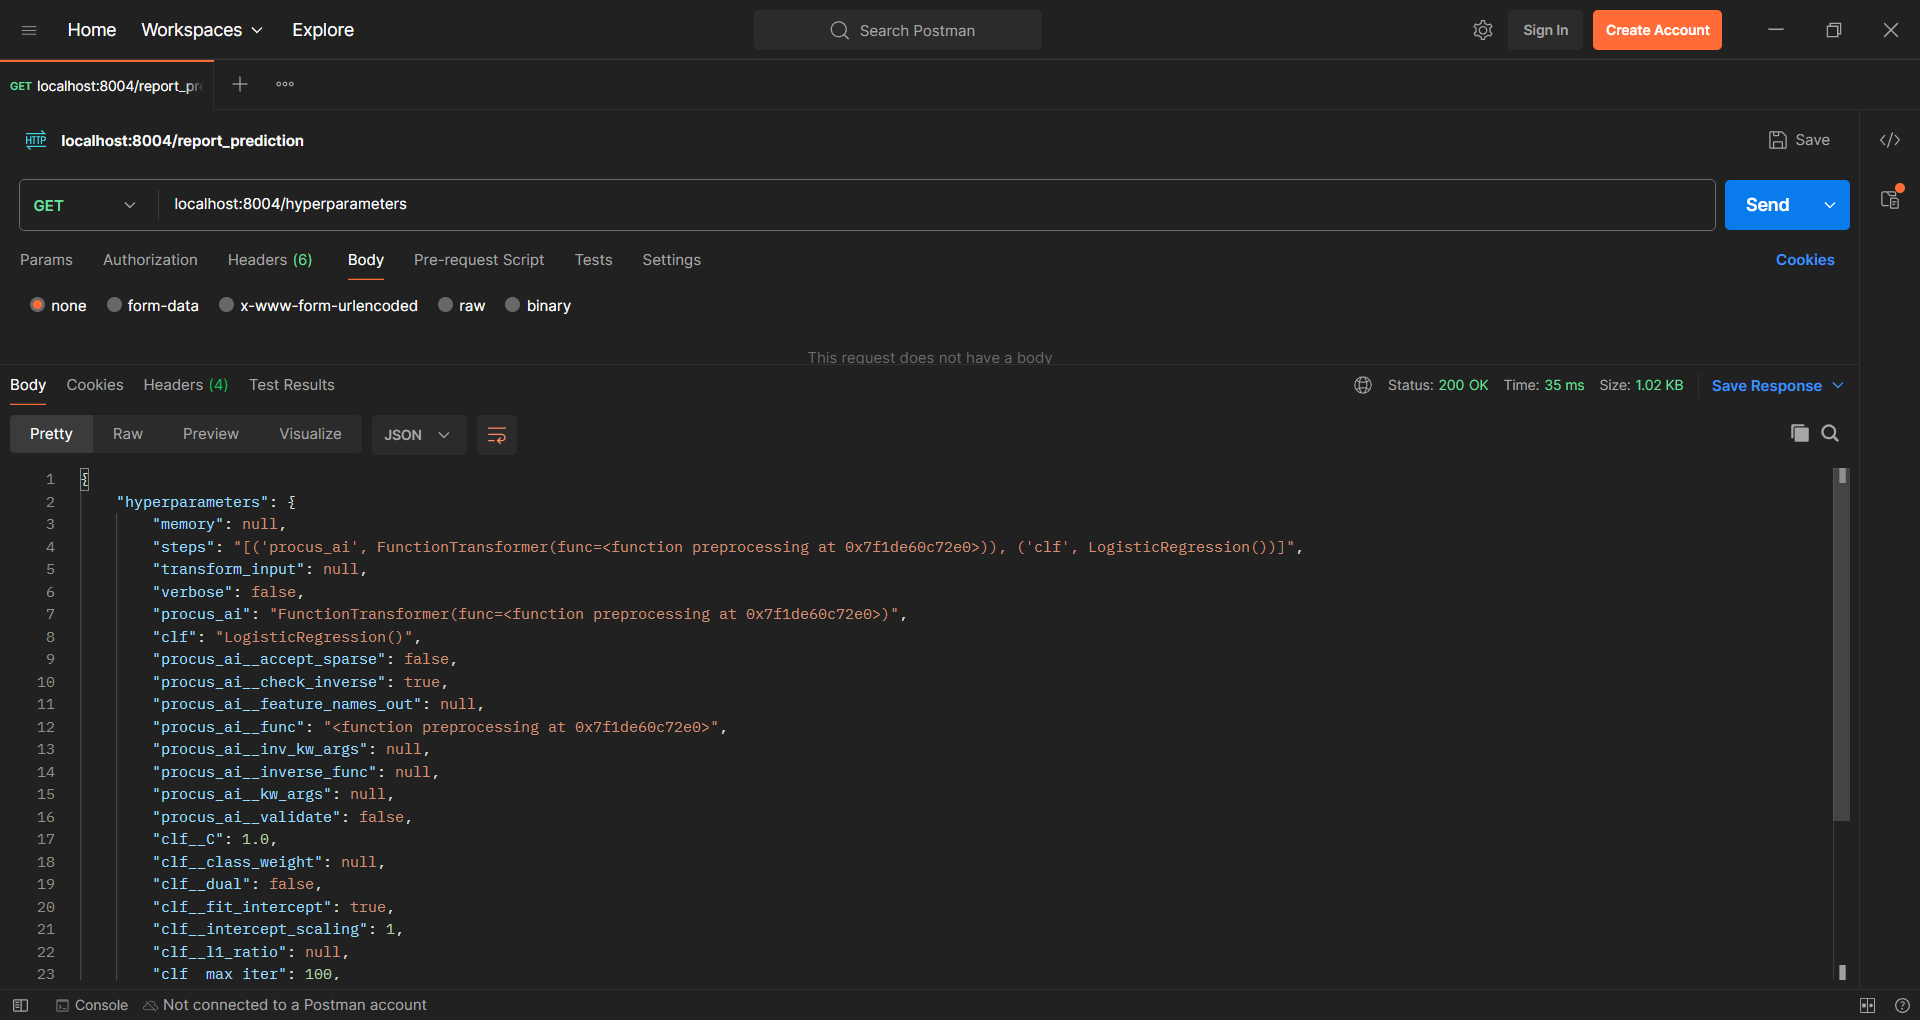 Home Workspaces Explore Search Postman Sign In Create Account
GET localhost:8004/report_pr
HTTP localhost:8004/report_prediction Save
GET localhost:8004/hyperparameters Send
Params Authorization Headers (6) Body Pre-request Script Tests Settings Cookies
none form-data x-www-form-urlencoded raw binary
This request does not have a body
Body Cookies Headers (4) Test Results Status: 200 OK Time: 35 ms Size: 1.02 KB Save Response
Pretty Raw Preview Visualize JSON
1 {
2 "hyperparameters": {
3 "memory": null,
4 "steps": "[('procus_ai', FunctionTransformer(func=<function preprocessing at 0x7f1de60c72e0>)), ('clf', LogisticRegression())]",
5 "transform_input": null,
6 "verbose": false,
7 "procus_ai": "FunctionTransformer(func=<function preprocessing at 0x7f1de60c72e0>)",
8 "clf": "LogisticRegression()",
9 "procus_ai__accept_sparse": false,
10 "procus_ai__check_inverse": true,
11 "procus_ai__feature_names_out": null,
12 "procus_ai__func": "<function preprocessing at 0x7f1de60c72e0>",
13 "procus_ai__inv_kw_args": null,
14 "procus_ai__inverse_func": null,
15 "procus_ai__kw_args": null,
16 "procus_ai__validate": false,
17 "clf__C": 1.0,
18 "clf__class_weight": null,
19 "clf__dual": false,
20 "clf__fit_intercept": true,
21 "clf__intercept_scaling": 1,
22 "clf__l1_ratio": null,
23 "clf__max_iter": 100,
Console Not connected to a Postman account